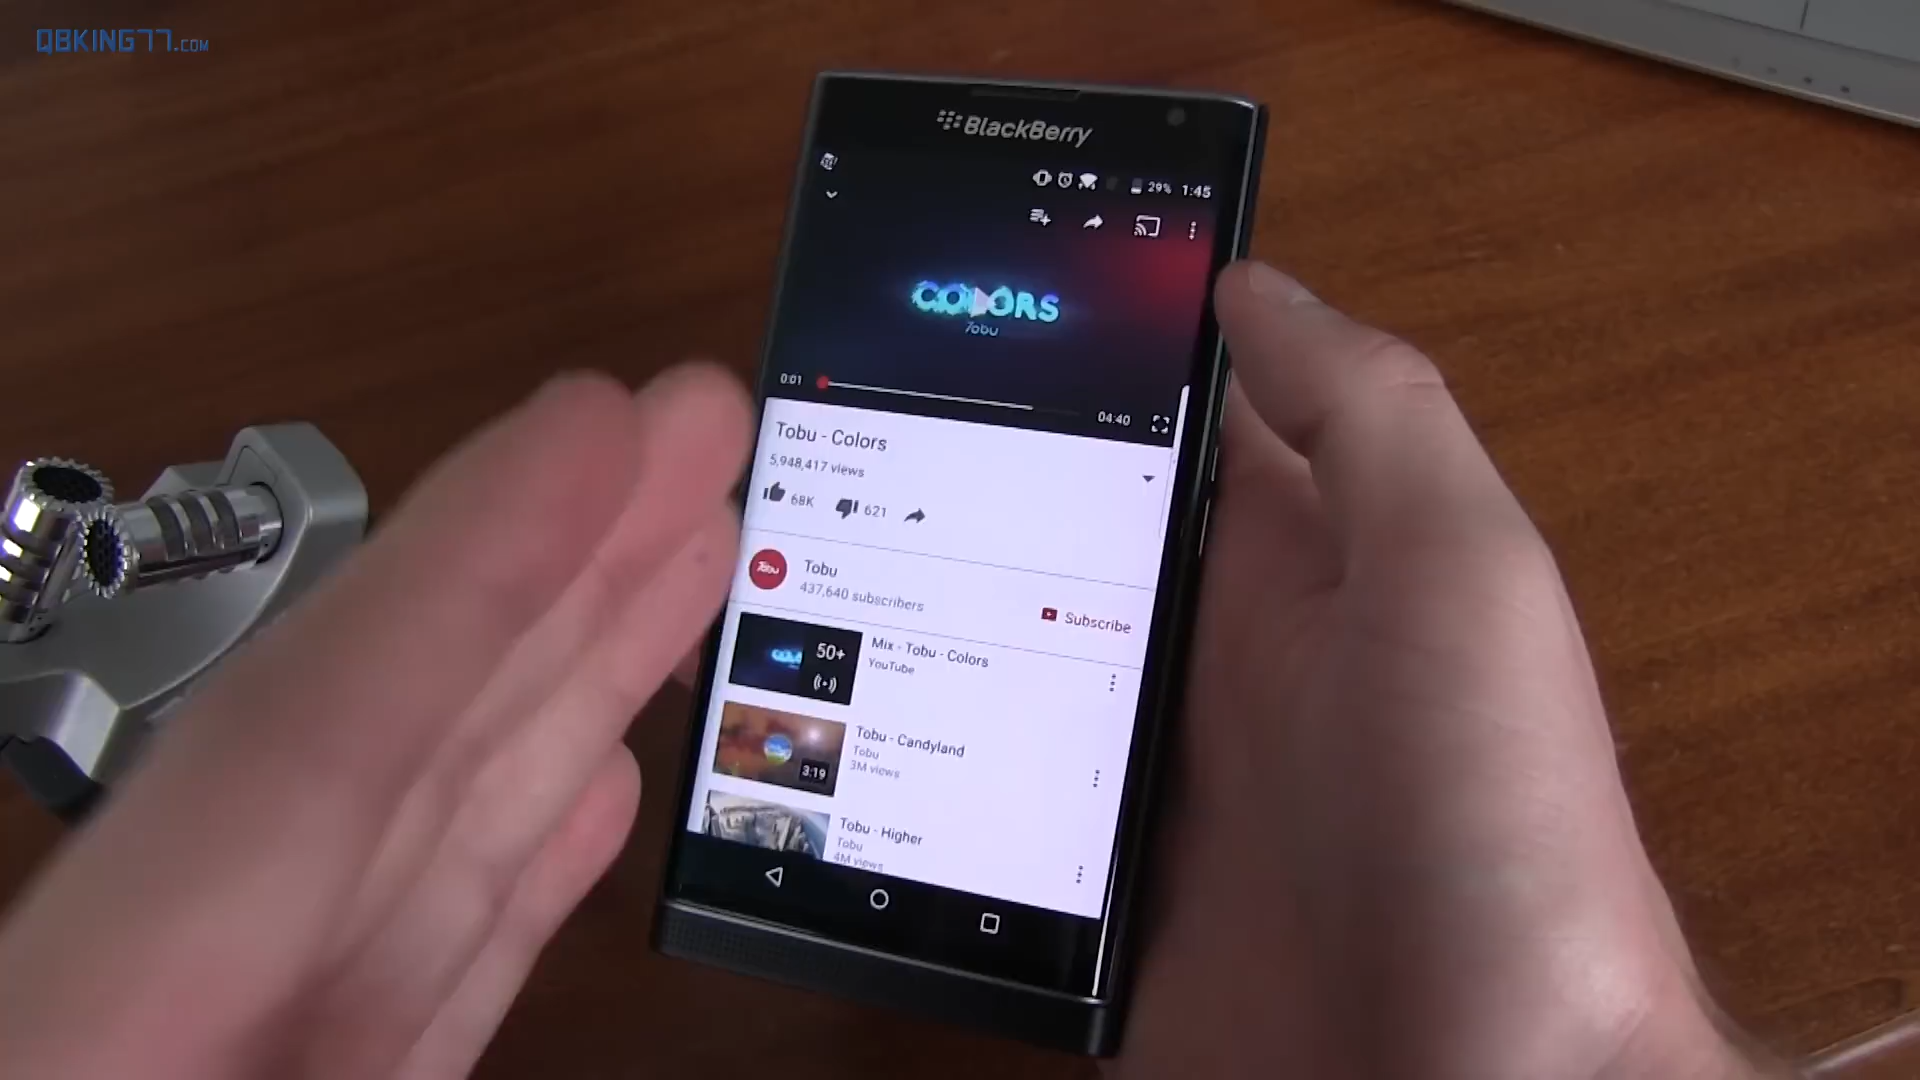 QBKING77.COM
BlackBerry
29% 1:45
COLORS
Tobu
0:01
04:40
Tobu - Colors
5,948,417 views
68K
621
Tobu
Tobu
437,640 subscribers
Subscribe
50+
Mix - Tobu - Colors
YouTube
3:19
Tobu - Candyland
Tobu
3M views
Tobu - Higher
Tobu
4M views